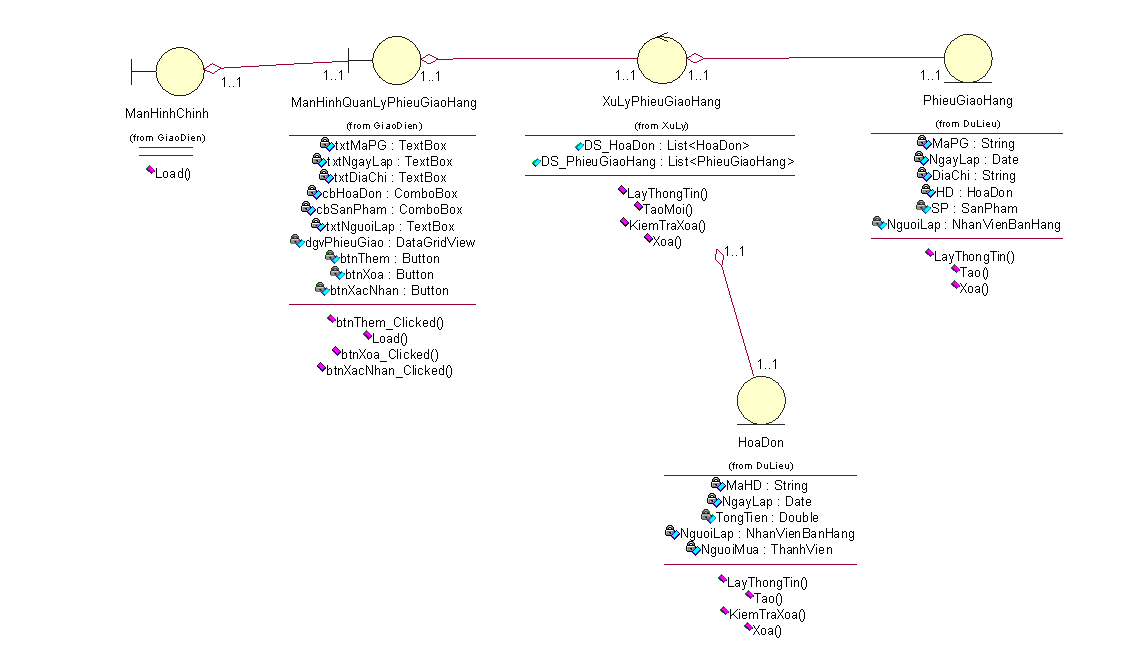 1..1
1..1
1..1
1..1
1..1
1..1
ManHinhChinh
(from GiaoDien)
Load()
ManHinhQuanLyPhieuGiaoHang
(from GiaoDien)
txtMaPG : TextBox
txtNgayLap : TextBox
txtDiaChi : TextBox
cbHoaDon : ComboBox
cbSanPham : ComboBox
txtNguoiLap : TextBox
dgvPhieuGiao : DataGridView
btnThem : Button
btnXoa : Button
btnXacNhan : Button
btnThem_Clicked()
Load()
btnXoa_Clicked()
btnXacNhan_Clicked()
XuLyPhieuGiaoHang
(from XuLy)
DS_HoaDon : List<HoaDon>
DS_PhieuGiaoHang : List<PhieuGiaoHang>
LayThongTin()
TaoMoi()
KiemTraXoa()
Xoa()
PhieuGiaoHang
(from DuLieu)
MaPG : String
NgayLap : Date
DiaChi : String
HD : HoaDon
SP : SanPham
NguoiLap : NhanVienBanHang
LayThongTin()
Tao()
Xoa()
1..1
1..1
HoaDon
(from DuLieu)
MaHD : String
NgayLap : Date
TongTien : Double
NguoiLap : NhanVienBanHang
NguoiMua : ThanhVien
LayThongTin()
Tao()
KiemTraXoa()
Xoa()